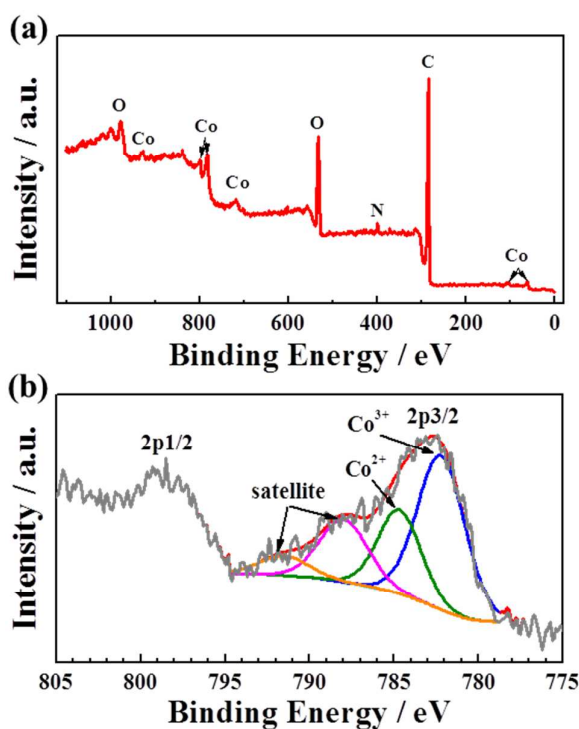 (a)
Intensity / a.u.
O
Co
Co
Co
O
N
C
Co
1000 800 600 400 200 0
Binding Energy / eV
(b)
Intensity / a.u.
2p1/2
satellite
Co2+
Co3+
2p3/2
805 800 795 790 785 780 775
Binding Energy / eV